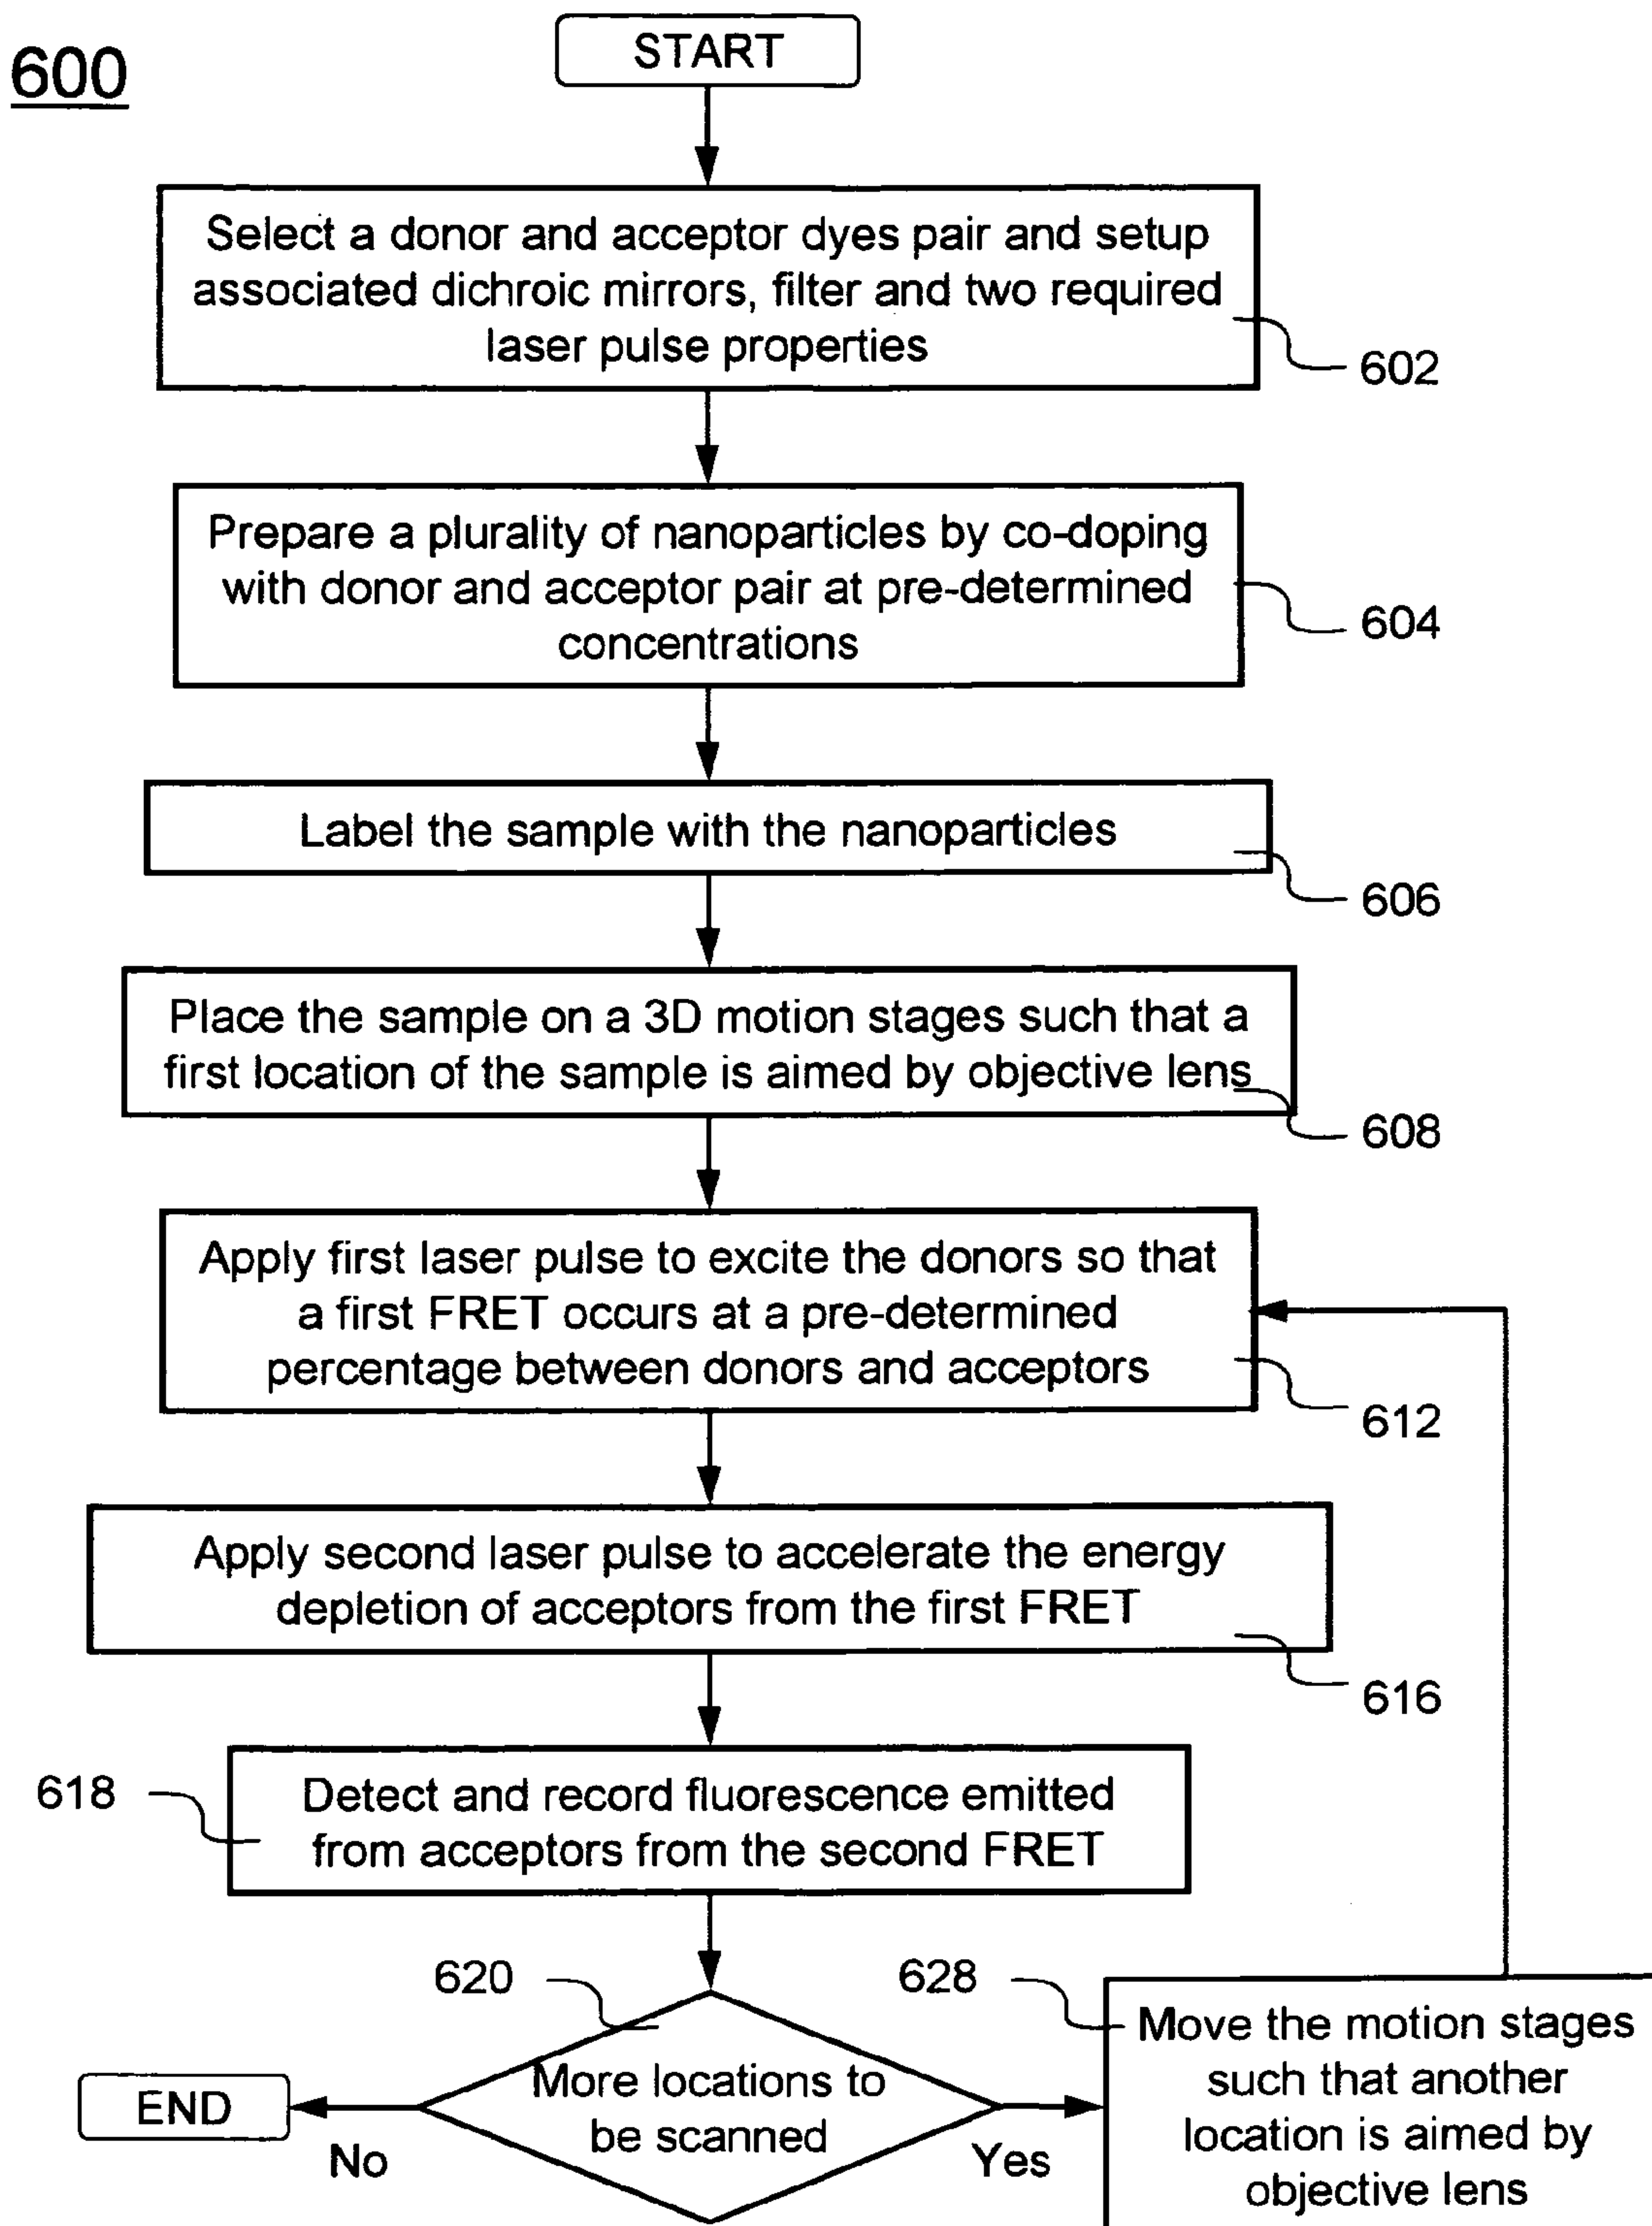 600
START
Select a donor and acceptor dyes pair and setup
associated dichroic mirrors, filter and two required
laser pulse properties
602
Prepare a plurality of nanoparticles by co-doping
with donor and acceptor pair at pre-determined
concentrations
604
Label the sample with the nanoparticles
606
Place the sample on a 3D motion stages such that a
first location of the sample is aimed by objective lens
608
Apply first laser pulse to excite the donors so that
a first FRET occurs at a pre-determined
percentage between donors and acceptors
612
Apply second laser pulse to accelerate the energy
depletion of acceptors from the first FRET
616
618
Detect and record fluorescence emitted
from acceptors from the second FRET
620
More locations to
be scanned
END
No
Yes
628
Move the motion stages
such that another
location is aimed by
objective lens